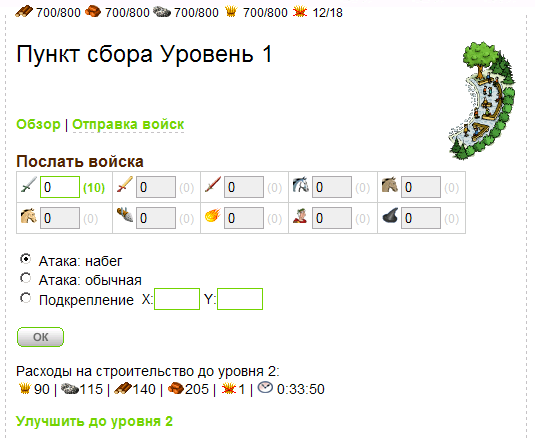 700/800 700/800 700/800 700/800 12/18
Пункт сбора Уровень 1
Обзор | Отправка войск
Послать войска
0 (10) 0 (0) 0 (0) 0 (0) 0 (0)
0 (0) 0 (0) 0 (0) 0 (0) 0 (0)
Атака: набег
Атака: обычная
Подкрепление X: Y:
ОК
Расходы на строительство до уровня 2:
90 | 115 | 140 | 205 | 1 | 0:33:50
Улучшить до уровня 2